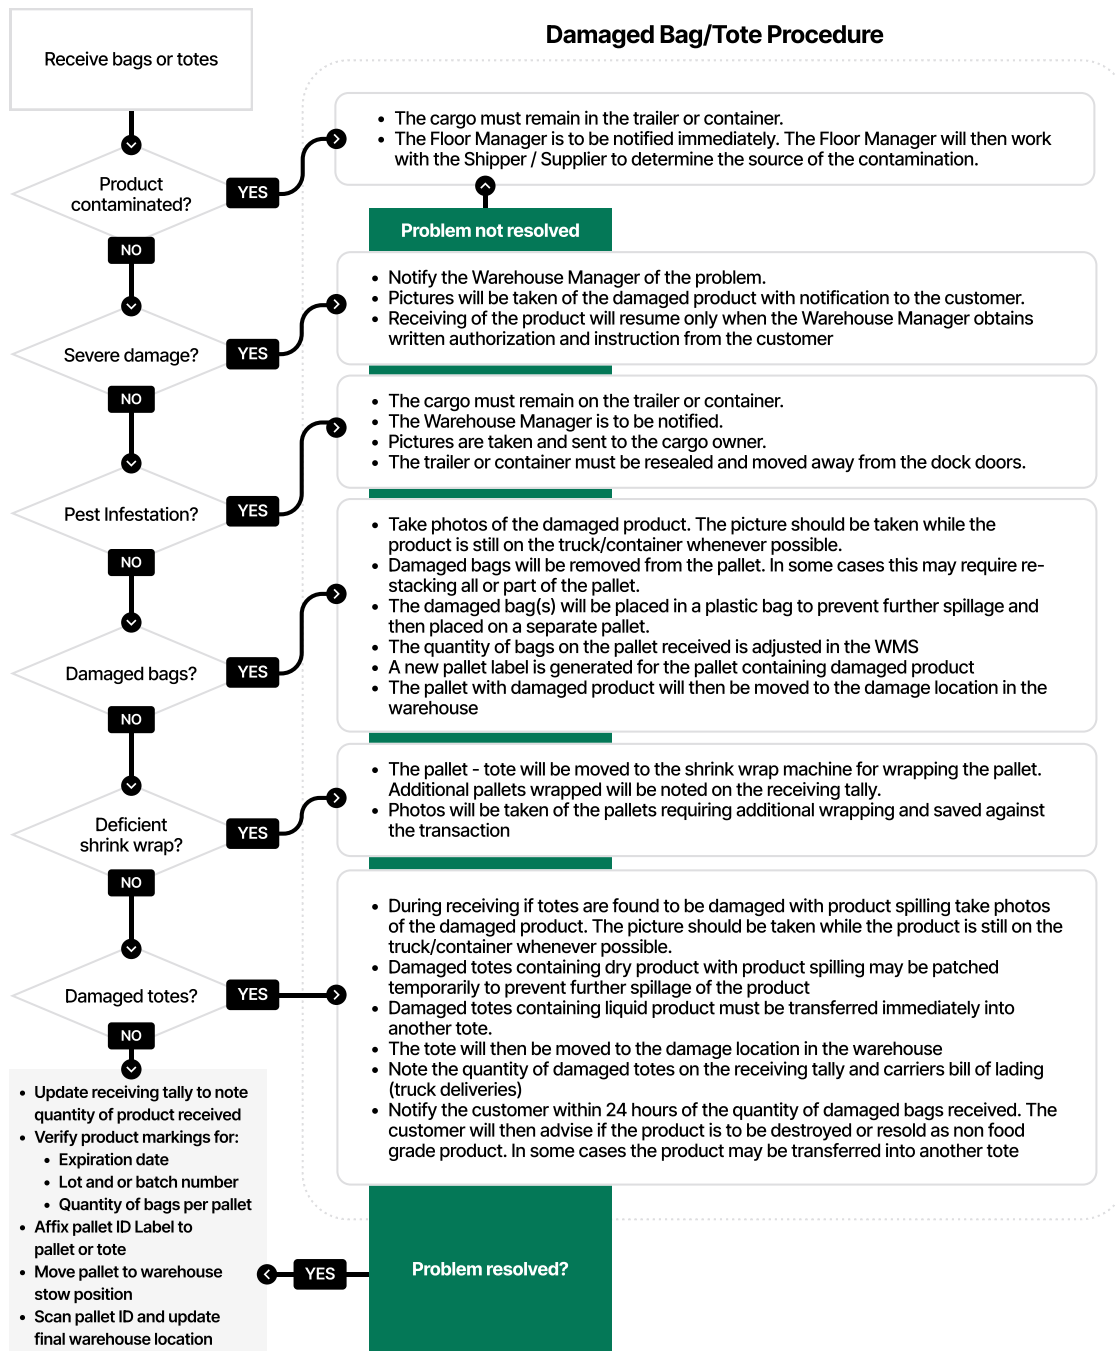 Damaged Bag/Tote Procedure
Receive bags or totes
Product
contaminated?
YES
• The cargo must remain in the trailer or container.
• The Floor Manager is to be notified immediately. The Floor Manager will then work
with the Shipper / Supplier to determine the source of the contamination.
NO
Problem not resolved
Severe damage?
YES
• Notify the Warehouse Manager of the problem.
• Pictures will be taken of the damaged product with notification to the customer.
• Receiving of the product will resume only when the Warehouse Manager obtains
written authorization and instruction from the customer
NO
Pest Infestation?
YES
• The cargo must remain on the trailer or container.
• The Warehouse Manager is to be notified.
• Pictures are taken and sent to the cargo owner.
• The trailer or container must be resealed and moved away from the dock doors.
NO
Damaged bags?
YES
• Take photos of the damaged product. The picture should be taken while the
product is still on the truck/container whenever possible.
• Damaged bags will be removed from the pallet. In some cases this may require re-
stacking all or part of the pallet.
• The damaged bag(s) will be placed in a plastic bag to prevent further spillage and
then placed on a separate pallet.
• The quantity of bags on the pallet received is adjusted in the WMS
• A new pallet label is generated for the pallet containing damaged product
• The pallet with damaged product will then be moved to the damage location in the
warehouse
NO
Deficient
shrink wrap?
YES
• The pallet - tote will be moved to the shrink wrap machine for wrapping the pallet.
Additional pallets wrapped will be noted on the receiving tally.
• Photos will be taken of the pallets requiring additional wrapping and saved against
the transaction
NO
Damaged totes?
YES
• During receiving if totes are found to be damaged with product spilling take photos
of the damaged product. The picture should be taken while the product is still on the
truck/container whenever possible.
• Damaged totes containing dry product with product spilling may be patched
temporarily to prevent further spillage of the product
• Damaged totes containing liquid product must be transferred immediately into
another tote.
• The tote will then be moved to the damage location in the warehouse
• Note the quantity of damaged totes on the receiving tally and carriers bill of lading
(truck deliveries)
• Notify the customer within 24 hours of the quantity of damaged bags received. The
customer will then advise if the product is to be destroyed or resold as non food
grade product. In some cases the product may be transferred into another tote
NO
• Update receiving tally to note
quantity of product received
• Verify product markings for:
• Expiration date
• Lot and or batch number
• Quantity of bags per pallet
• Affix pallet ID Label to
pallet or tote
• Move pallet to warehouse
stow position
• Scan pallet ID and update
final warehouse location
YES
Problem resolved?